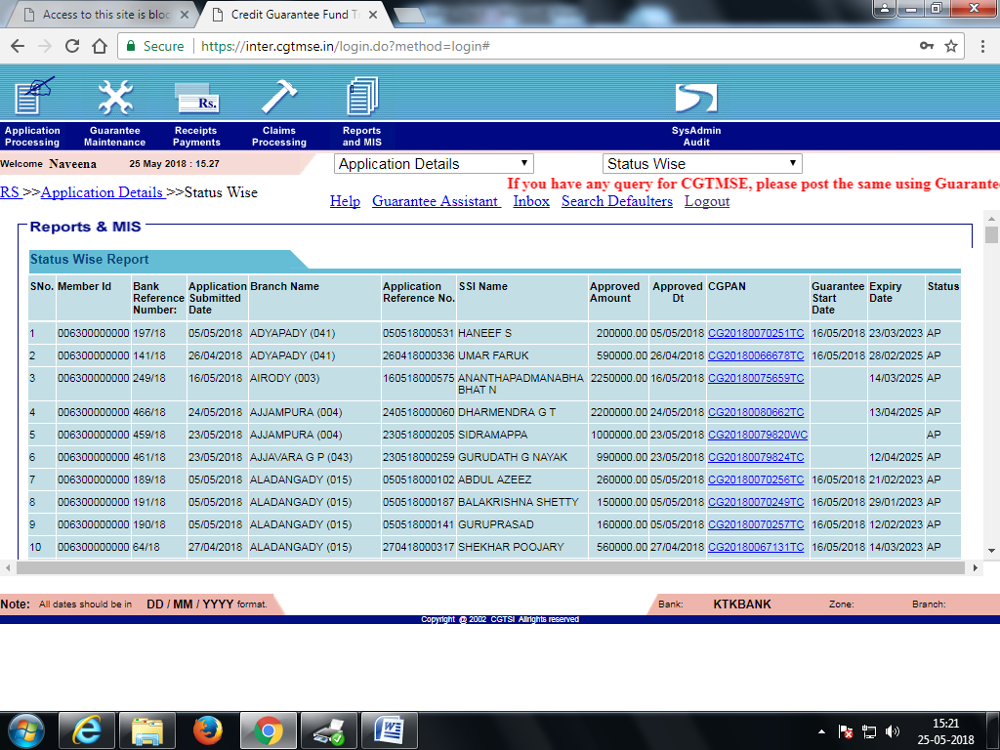 Access to this site is bloc
Credit Guarantee Fund T
Secure https://inter.cgtmse.in/login.do?method=login#
Rs.
Application Processing
Guarantee Maintenance
Receipts Payments
Claims Processing
Reports and MIS
SysAdmin Audit
Welcome Naveena 25 May 2018 : 15.27
Application Details
Status Wise
If you have any query for CGTMSE, please post the same using Guarante
RS >>Application Details >>Status Wise
Help Guarantee Assistant Inbox Search Defaulters Logout
Reports & MIS
Status Wise Report
SNo. Member Id Bank Reference Number: Application Submitted Date Branch Name Application Reference No. SSI Name Approved Amount Approved Dt CGPAN Guarantee Start Date Expiry Date Status
1 006300000000 197/18 05/05/2018 ADYAPADY (041) 050518000531 HANEEF S 200000.00 05/05/2018 CG20180070251TC 16/05/2018 23/03/2023 AP
2 006300000000 141/18 26/04/2018 ADYAPADY (041) 260418000336 UMAR FARUK 590000.00 26/04/2018 CG20180066678TC 16/05/2018 28/02/2025 AP
3 006300000000 249/18 16/05/2018 AIRODY (003) 160518000575 ANANTHAPADMANABHA BHAT N 2250000.00 16/05/2018 CG20180075659TC 14/03/2025 AP
4 006300000000 466/18 24/05/2018 AJJAMPURA (004) 240518000060 DHARMENDRA G T 2200000.00 24/05/2018 CG20180080662TC 13/04/2025 AP
5 006300000000 459/18 23/05/2018 AJJAMPURA (004) 230518000205 SIDRAMAPPA 1000000.00 23/05/2018 CG20180079820WC AP
6 006300000000 461/18 23/05/2018 AJJAVARA G P (043) 230518000259 GURUDATH G NAYAK 990000.00 23/05/2018 CG20180079824TC 12/04/2025 AP
7 006300000000 189/18 05/05/2018 ALADANGADY (015) 050518000102 ABDUL AZEEZ 260000.00 05/05/2018 CG20180070256TC 16/05/2018 21/02/2023 AP
8 006300000000 191/18 05/05/2018 ALADANGADY (015) 050518000187 BALAKRISHNA SHETTY 150000.00 05/05/2018 CG20180070249TC 16/05/2018 29/01/2023 AP
9 006300000000 190/18 05/05/2018 ALADANGADY (015) 050518000141 GURUPRASAD 160000.00 05/05/2018 CG20180070257TC 16/05/2018 12/02/2023 AP
10 006300000000 64/18 27/04/2018 ALADANGADY (015) 270418000317 SHEKHAR POOJARY 560000.00 27/04/2018 CG20180067131TC 16/05/2018 14/03/2023 AP
Note: All dates should be in DD / MM / YYYY format.
Bank: KTKBANK Zone: Branch:
Copyright @ 2002 CGTSI Allrights reserved
15:21
25-05-2018